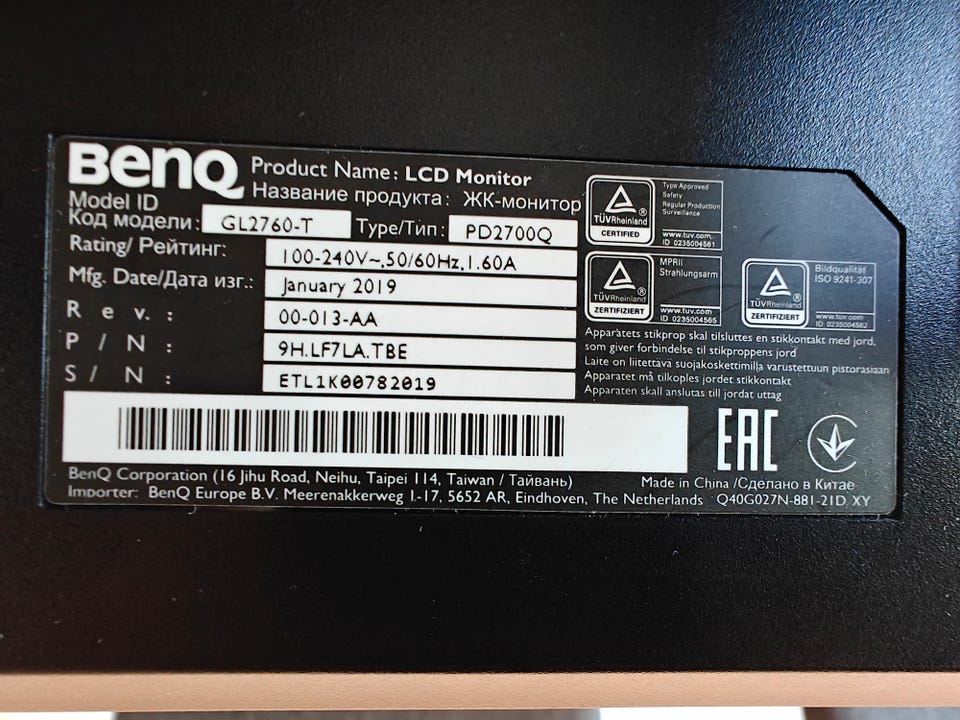 BenQ
Product Name: LCD Monitor
Название продукта: ЖК-монитор
Model ID
Код модели: GL2760-T Type/Тип: PD2700Q
Rating/ Рейтинг: 100-240V~,50/60Hz,1.60A
Mfg. Date/Дата изг.: January 2019
Rev.: 00-013-AA
P/N: 9H.LF7LA.TBE
S/N: ETL1K00782019
TÜVRheinland
CERTIFIED
Type Approved
Safety
Regular Production
Surveillance
www.tuv.com
ID 0235004561
TÜVRheinland
ZERTIFIZIERT
MPRII
Strahlungsarm
www.tuv.com
ID 0235004565
TÜVRheinland
ZERTIFIZIERT
Bildqualität
ISO 9241-307
www.tuv.com
ID 0235004562
Apparatets stikprop skal tilsluttes en stikkontakt med jord,
som giver forbindelse til stikproppens jord
Laite on liitettävä suojakoskettimilla varustettuun pistorasiaan
Apparatet må tilkoples jordet stikkontakt
Apparaten skall anslutas till jordat uttag
EAC
BenQ Corporation (16 Jihu Road, Neihu, Taipei 114, Taiwan / Тайвань)
Made in China /Сделано в Китае
Importer: BenQ Europe B.V. Meerenakkerweg 1-17, 5652 AR, Eindhoven, The Netherlands Q40G027N-881-21D XY